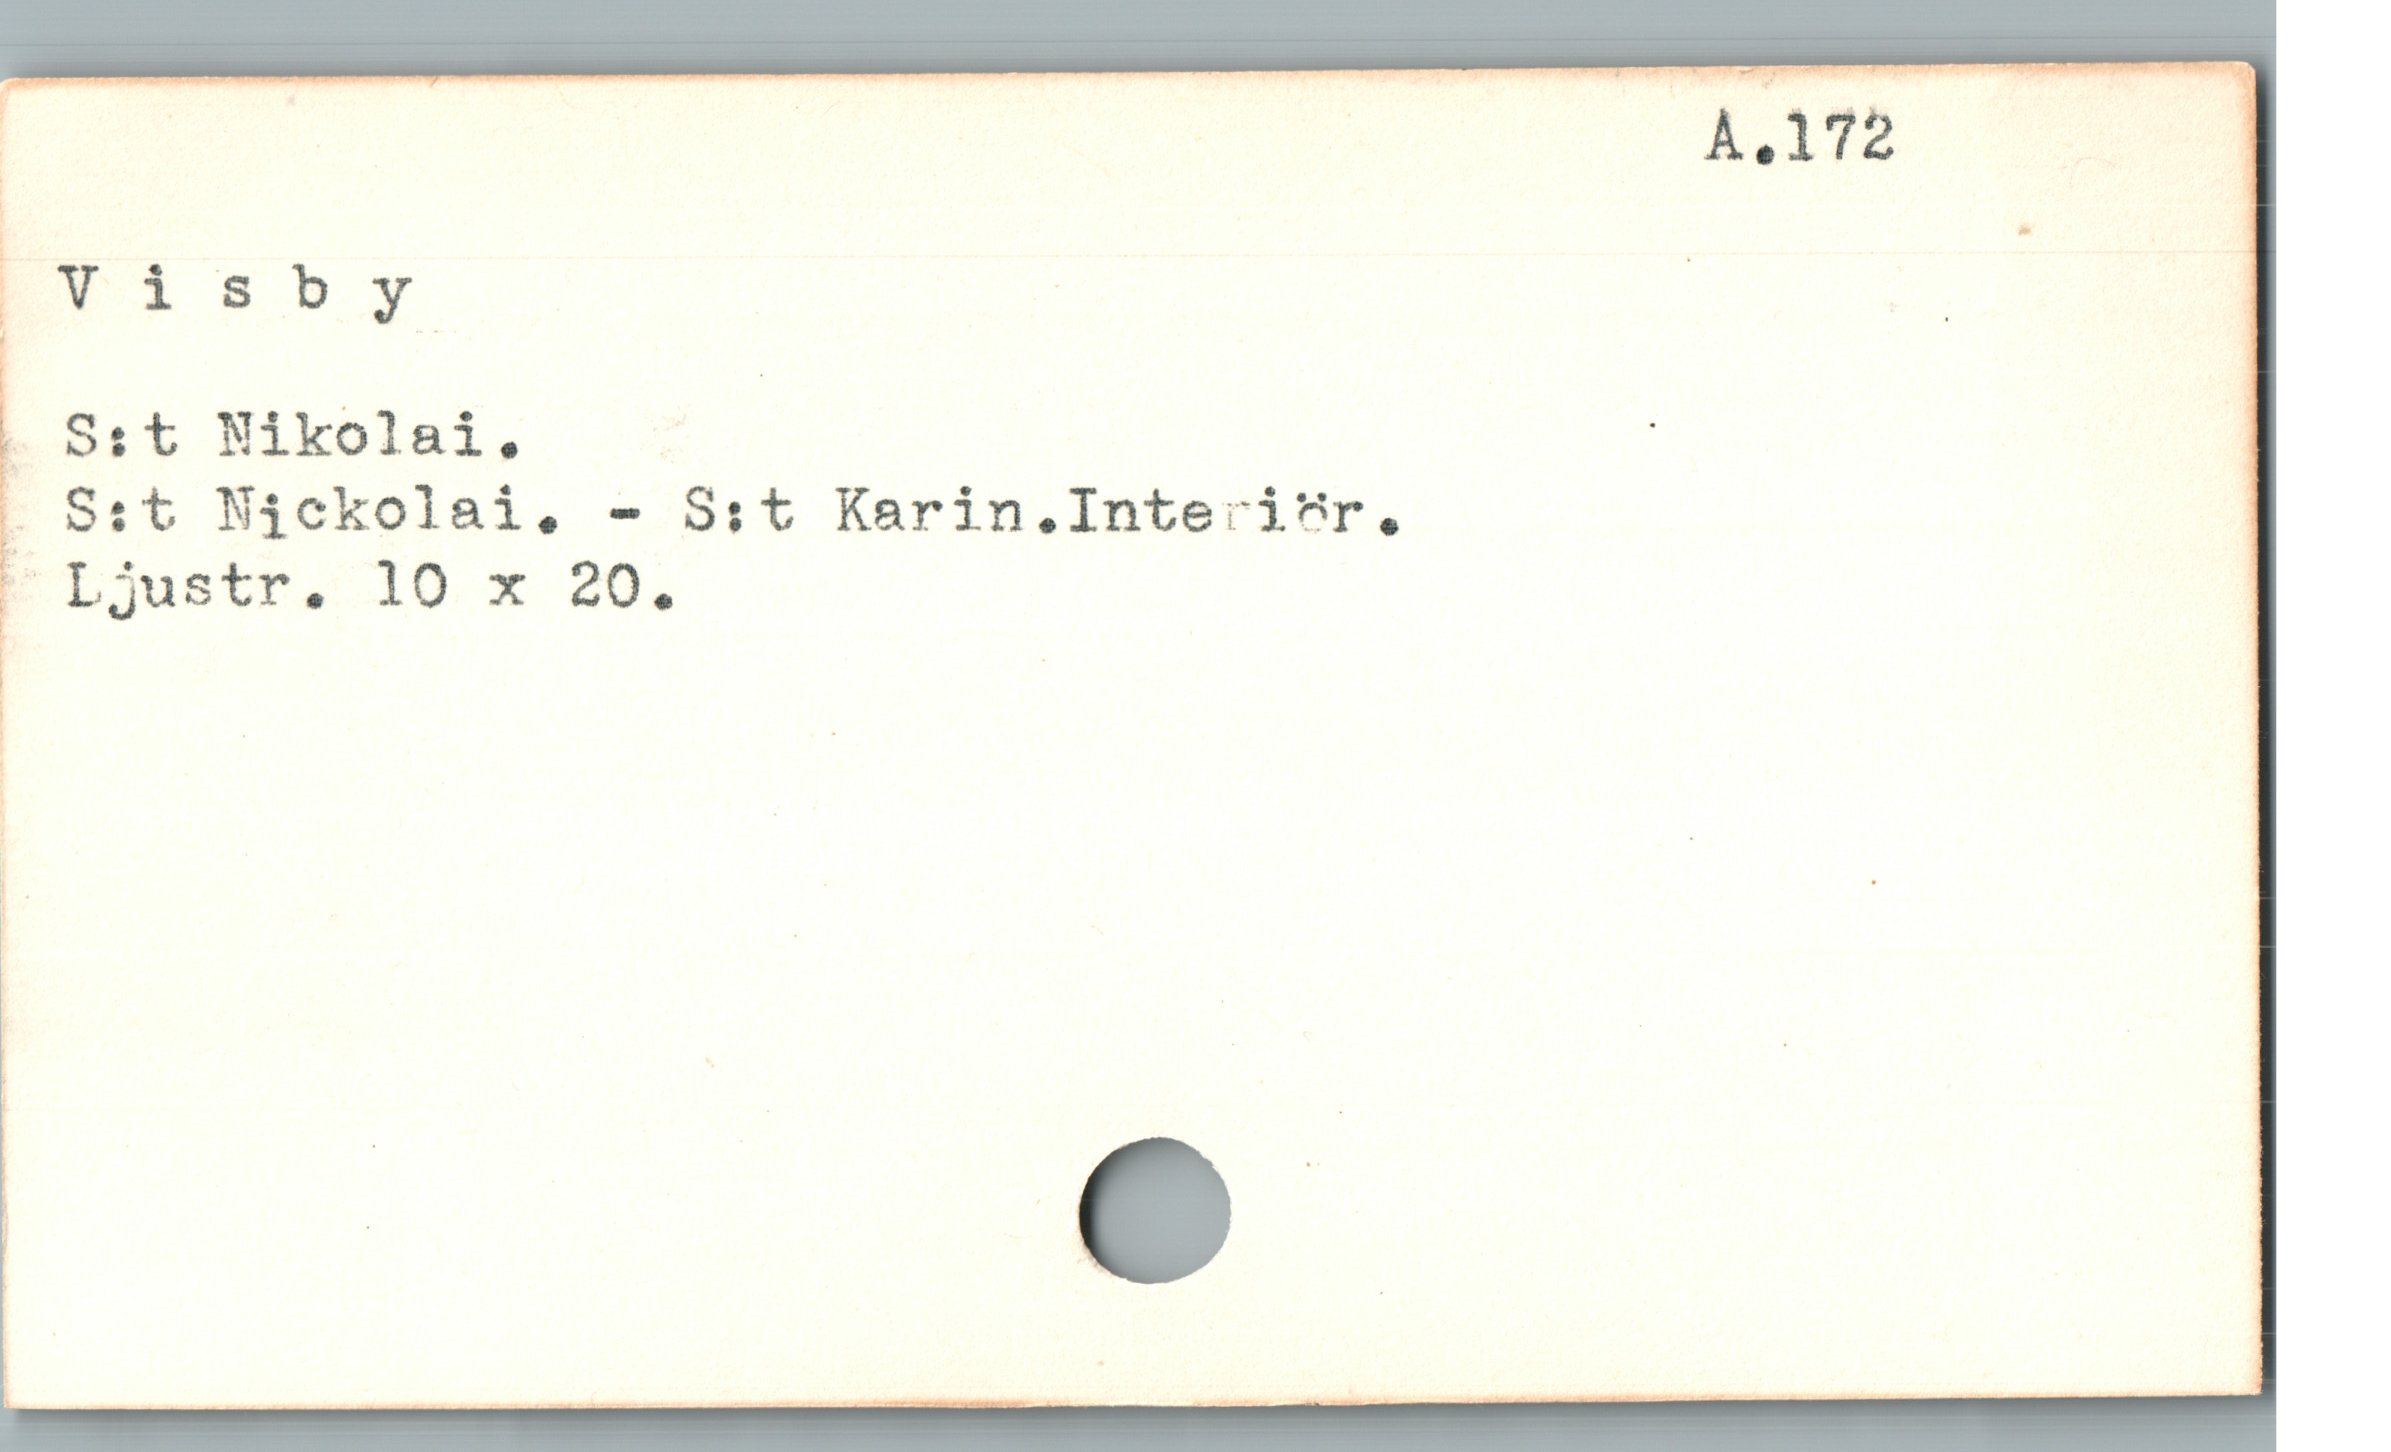 A.172
V i s b y
S:t Nikolai.
S:t Nickolai. - S:t Karin.Interiör.
Ljustr. 10 x 20.